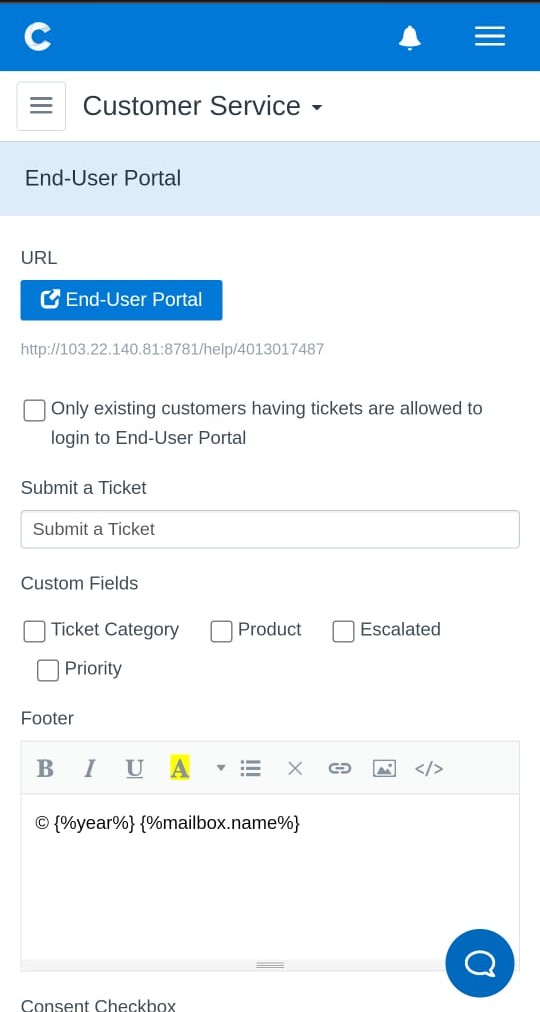 Customer Service
End-User Portal
URL
End-User Portal
http://103.22.140.81:8781/help/4013017487
Only existing customers having tickets are allowed to
login to End-User Portal
Submit a Ticket
Submit a Ticket
Custom Fields
Ticket Category Product Escalated
Priority
Footer
B I U A </>
© {%year%} {%mailbox.name%}
Consent Checkbox